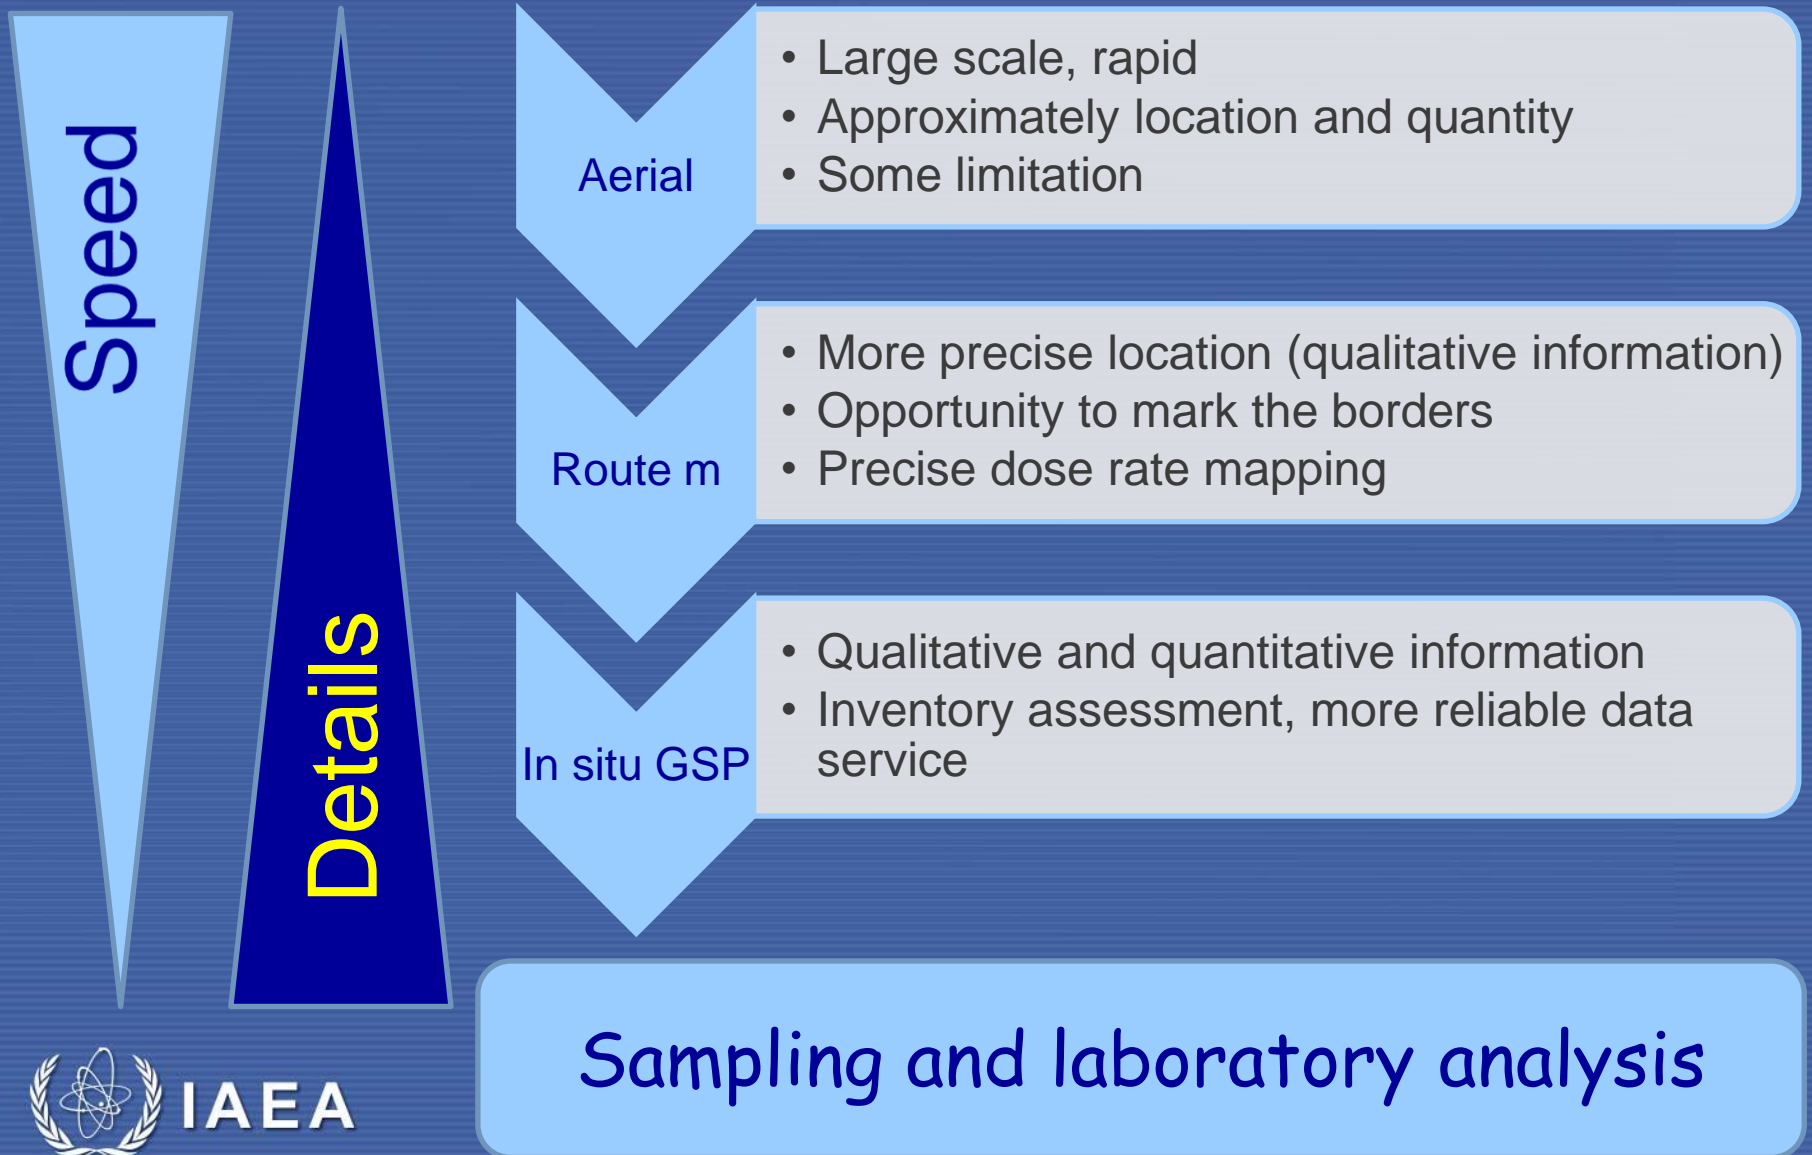 Speed
Details
Aerial
• Large scale, rapid
• Approximately location and quantity
• Some limitation
Route m
• More precise location (qualitative information)
• Opportunity to mark the borders
• Precise dose rate mapping
In situ GSP
• Qualitative and quantitative information
• Inventory assessment, more reliable data
service
Sampling and laboratory analysis
IAEA